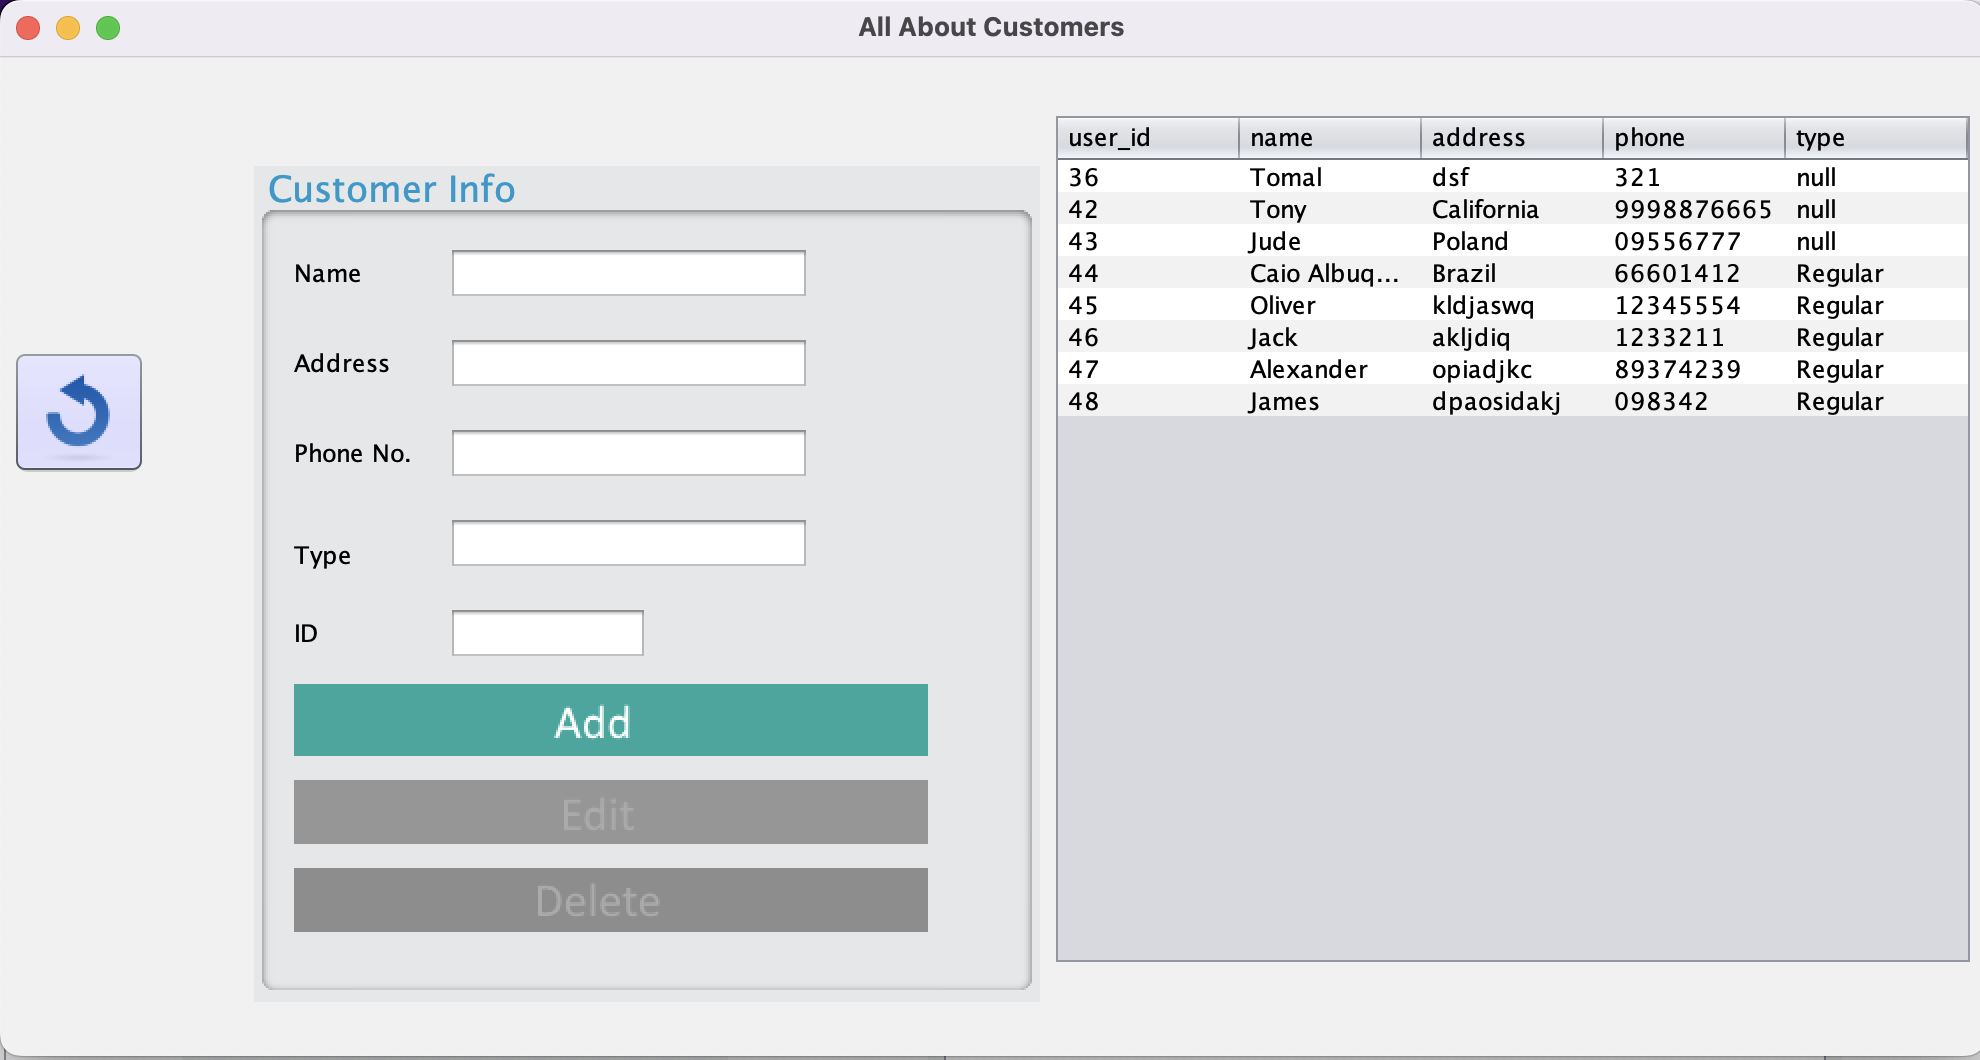 All About Customers
Customer Info
Name
Address
Phone No.
Type
ID
Add
Edit
Delete
user_id name address phone type
36 Tomal dsf 321 null
42 Tony California 9998876665 null
43 Jude Poland 09556777 null
44 Caio Albuq... Brazil 66601412 Regular
45 Oliver kldjaswq 12345554 Regular
46 Jack akljdiq 1233211 Regular
47 Alexander opiadjkc 89374239 Regular
48 James dpaosidakj 098342 Regular